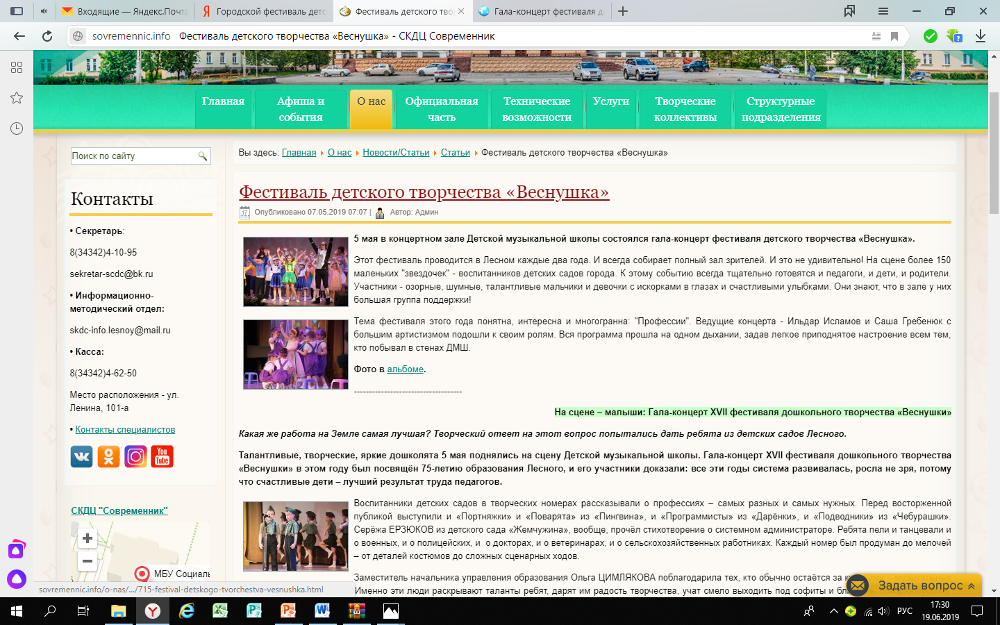 Входящие — Яндекс.Почта
Городской фестиваль детс
Фестиваль детского твор
Гала-концерт фестиваля д
sovremennic.info Фестиваль детского творчества «Веснушка» - СКДЦ Современник
Главная
Афиша и
события
О нас
Официальная
часть
Технические
возможности
Услуги
Творческие
коллективы
Структурные
подразделения
Поиск по сайту
Контакты
• Секретарь:
8(34342)4-10-95
sekretar-scdc@bk.ru
• Информационно-
методический отдел:
skdc-info.lesnoy@mail.ru
• Касса:
8(34342)4-62-50
Место расположения - ул.
Ленина, 101-а
• Контакты специалистов
You
Tube
СКДЦ "Современник"
МБУ Социаль
Вы здесь: Главная О нас Новости/Статьи Статьи Фестиваль детского творчества «Веснушка»
Фестиваль детского творчества «Веснушка»
17 Опубликовано 07.05.2019 07:07 | Автор: Админ
5 мая в концертном зале Детской музыкальной школы состоялся гала-концерт фестиваля детского творчества «Веснушка».
Этот фестиваль проводится в Лесном каждые два года. И всегда собирает полный зал зрителей. И это не удивительно! На сцене более 150
маленьких "звездочек" - воспитанников детских садов города. К этому событию всегда тщательно готовятся и педагоги, и дети, и родители.
Участники - озорные, шумные, талантливые мальчики и девочки с искорками в глазах и счастливыми улыбками. Они знают, что в зале у них
большая группа поддержки!
Тема фестиваля этого года понятна, интересна и многогранна: "Профессии". Ведущие концерта - Ильдар Исламов и Саша Гребенюк с
большим артистизмом подошли к своим ролям. Вся программа прошла на одном дыхании, задав легкое приподнятое настроение всем тем,
кто побывал в стенах ДМШ.
Фото в альбоме.
------------------------------------
На сцене – малыши: Гала-концерт XVII фестиваля дошкольного творчества «Веснушки»
Какая же работа на Земле самая лучшая? Творческий ответ на этот вопрос попытались дать ребята из детских садов Лесного.
Талантливые, творческие, яркие дошколята 5 мая поднялись на сцену Детской музыкальной школы. Гала-концерт XVII фестиваля дошкольного творчества
«Веснушки» в этом году был посвящён 75-летию образования Лесного, и его участники доказали: все эти годы система развивалась, росла не зря, потому
что счастливые дети – лучший результат труда педагогов.
Воспитанники детских садов в творческих номерах рассказывали о профессиях – самых разных и самых нужных. Перед восторженной
публикой выступили и «Портняжки» и «Поварята» из «Пингвина», и «Программисты» из «Дарёнки», и «Подводники» из «Чебурашки».
Серёжа ЕРЗЮКОВ из детского сада «Жемчужина», вообще, прочёл стихотворение о системном администраторе. Ребята пели и танцевали и
о военных, и о полицейских, и о докторах, и о ветеринарах, и о сельскохозяйственных работниках. Каждый номер был продуман до мелочей
– от деталей костюмов до сложных сценарных ходов.
Заместитель начальника управления образования Ольга ЦИМЛЯКОВА поблагодарила тех, кто обычно остаётся за
Именно эти люди раскрывают таланты ребят, дарят им радость творчества, учат смело выходить под софиты и
Задать вопрос
sovremennic.info/o-nas/.../715-festival-detskogo-tvorchestva-vesnushka.html
РУС
17:30
19.06.2019